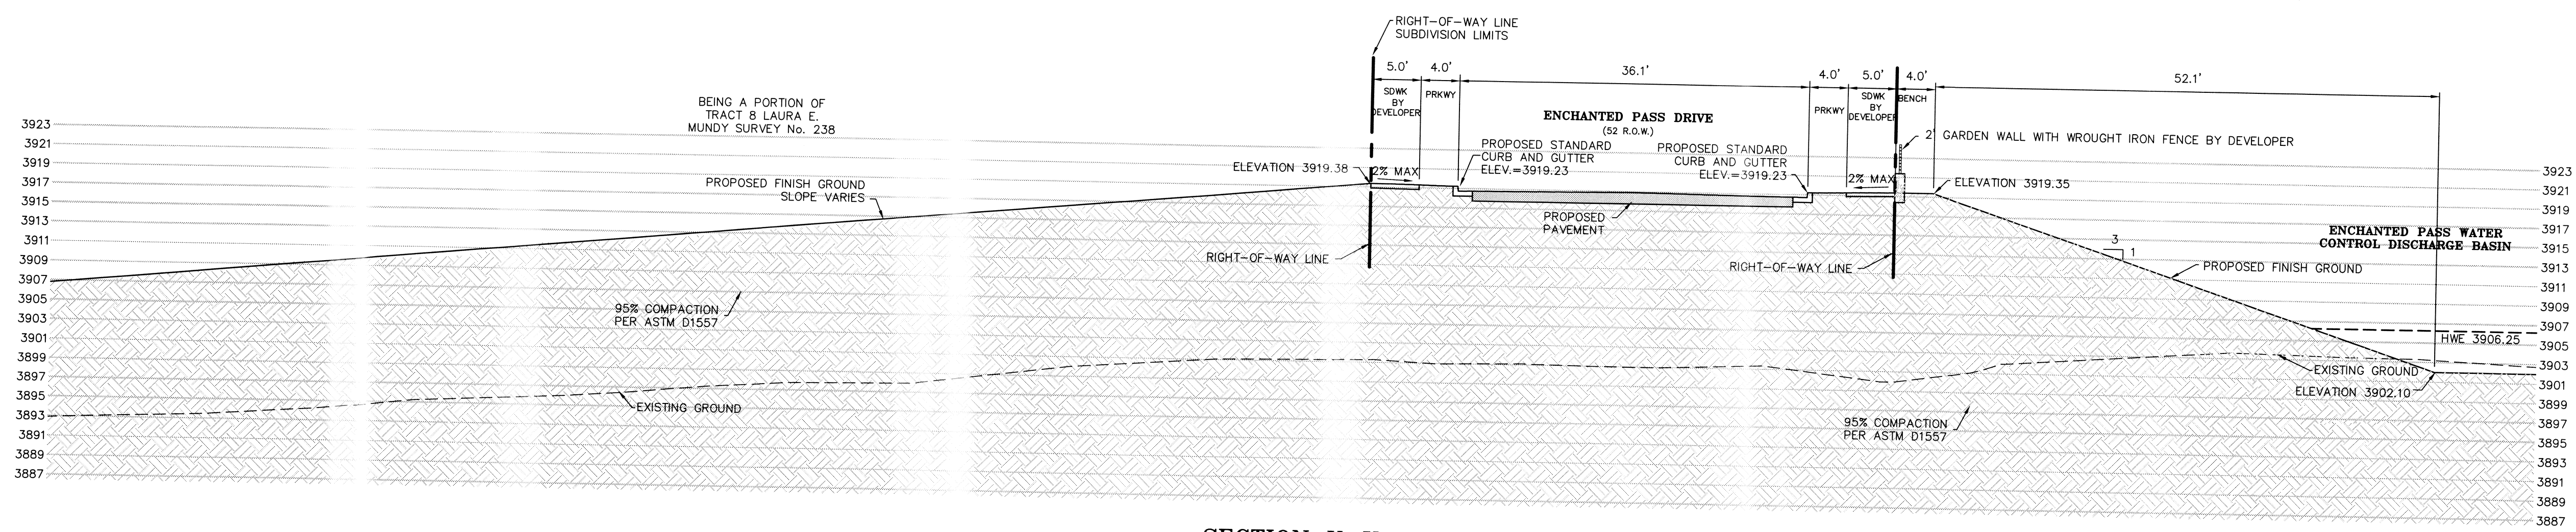 RIGHT-OF-WAY LINE
SUBDIVISION LIMITS
5.0'
4.0'
36.1'
4.0'
5.0'
4.0'
52.1'
SDWK
BY
DEVELOPER
PRKWY
PRKWY
SDWK
BY
DEVELOPER
BENCH
BEING A PORTION OF
TRACT 8 LAURA E.
MUNDY SURVEY No. 238
ENCHANTED PASS DRIVE
(52 R.O.W.)
2' GARDEN WALL WITH WROUGHT IRON FENCE BY DEVELOPER
PROPOSED STANDARD
CURB AND GUTTER
ELEV.=3919.23
PROPOSED STANDARD
CURB AND GUTTER
ELEV.=3919.23
ELEVATION 3919.38
2% MAX
2% MAX
ELEVATION 3919.35
PROPOSED FINISH GROUND
SLOPE VARIES
PROPOSED
PAVEMENT
ENCHANTED PASS WATER
CONTROL DISCHARGE BASIN
3
1
RIGHT-OF-WAY LINE
RIGHT-OF-WAY LINE
PROPOSED FINISH GROUND
95% COMPACTION
PER ASTM D1557
HWE 3906.25
EXISTING GROUND
ELEVATION 3902.10
EXISTING GROUND
95% COMPACTION
PER ASTM D1557
3923
3921
3919
3917
3915
3913
3911
3909
3907
3905
3903
3901
3899
3897
3895
3893
3891
3889
3887
3923
3921
3919
3917
3915
3913
3911
3909
3907
3905
3903
3901
3899
3897
3895
3893
3891
3889
3887